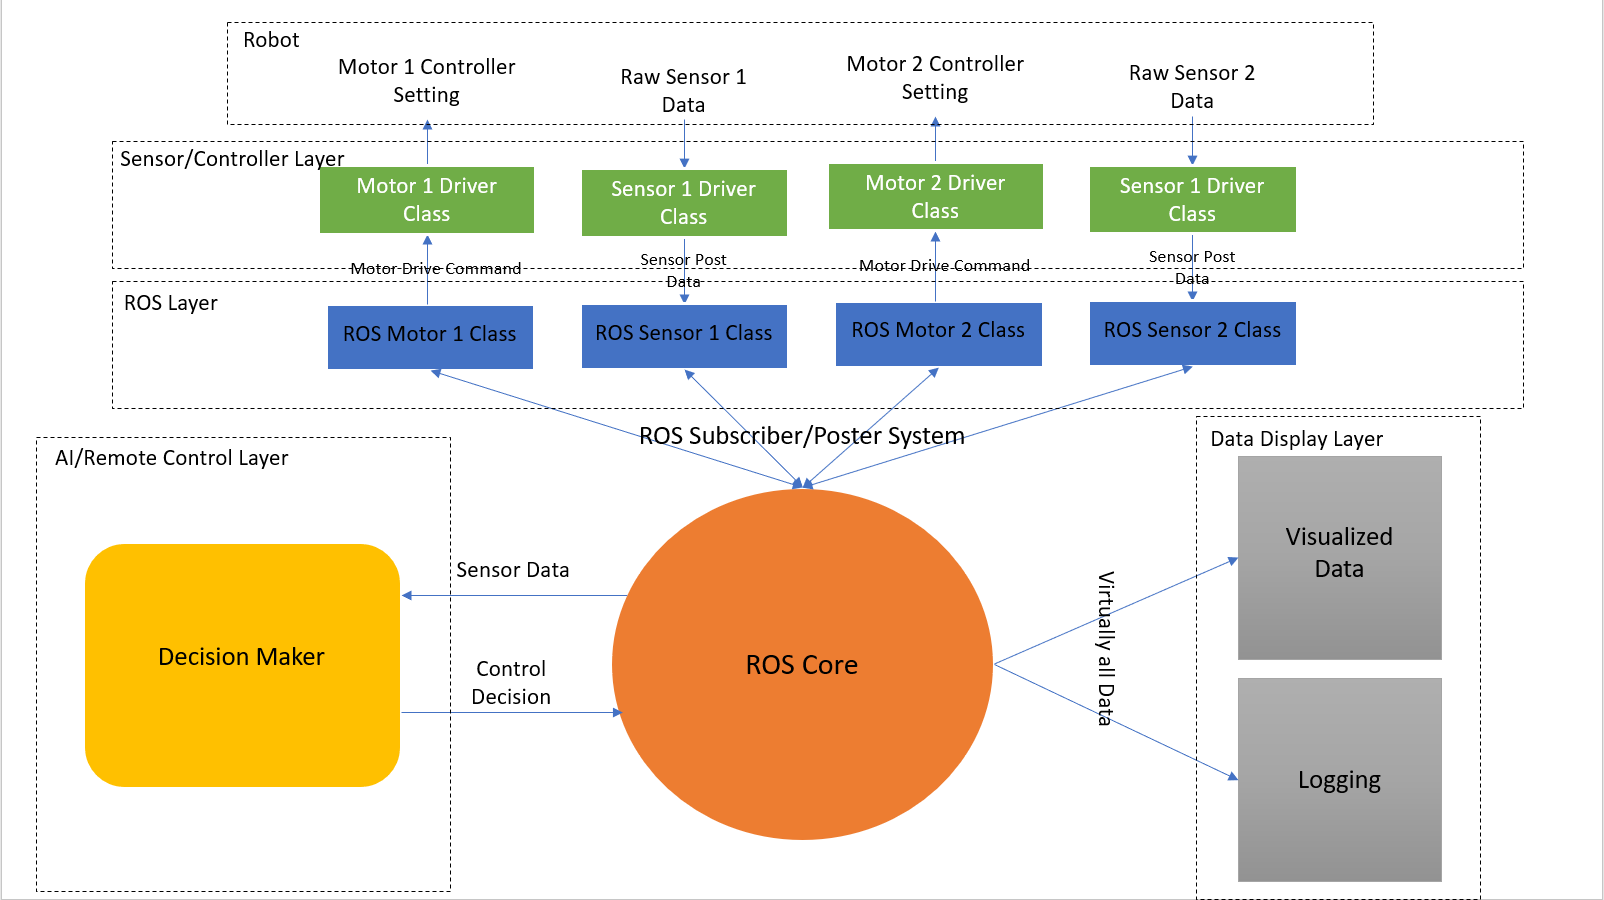 Robot
Motor 1 Controller
Setting
Raw Sensor 1
Data
Motor 2 Controller
Setting
Raw Sensor 2
Data
Sensor/Controller Layer
Motor 1 Driver
Class
Sensor 1 Driver
Class
Motor 2 Driver
Class
Sensor 1 Driver
Class
Motor Drive Command
Sensor Post
Data
Motor Drive Command
Sensor Post
Data
ROS Layer
ROS Motor 1 Class
ROS Sensor 1 Class
ROS Motor 2 Class
ROS Sensor 2 Class
ROS Subscriber/Poster System
AI/Remote Control Layer
Decision Maker
Sensor Data
Control
Decision
ROS Core
Virtually all Data
Data Display Layer
Visualized
Data
Logging